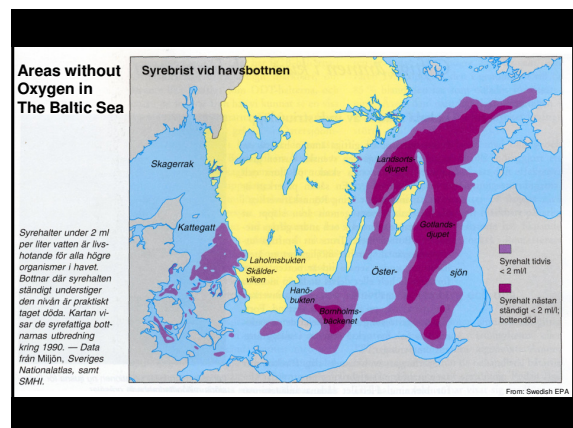 Areas without
Oxygen in
The Baltic Sea
Syrebrist vid havsbottnen
Skagerrak
Kattegatt
Laholmsbukten
Skälder-
viken
Hanö-
bukten
Bornholms-
bäckenet
Landsorts-
djupet
Gotlands-
djupet
Öster-
sjön
Syrehalter under 2 ml
per liter vatten är livs-
hotande för alla högre
organismer i havet.
Bottnar där syrehalten
ständigt understiger
den nivån är praktiskt
taget döda. Kartan vi-
sar de syrefattiga bott-
narnas utbredning
kring 1990. — Data
från Miljön, Sveriges
Nationalatlas, samt
SMHI.
Syrehalt tidvis
< 2 ml/l
Syrehalt nästan
ständigt < 2 ml/l;
bottendöd
From: Swedish EPA